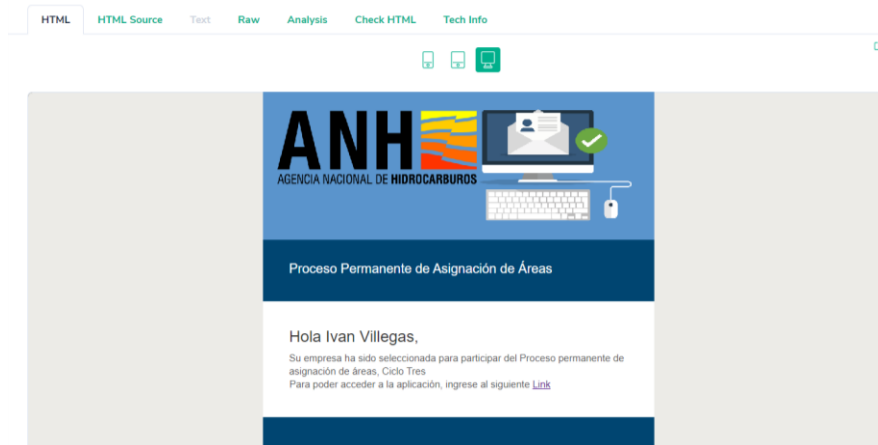 HTML HTML Source Text Raw Analysis Check HTML Tech Info
ANH
AGENCIA NACIONAL DE HIDROCARBUROS
Proceso Permanente de Asignación de Áreas
Hola Ivan Villegas,
Su empresa ha sido seleccionada para participar del Proceso permanente de
asignación de áreas, Ciclo Tres
Para poder acceder a la aplicación, ingrese al siguiente Link